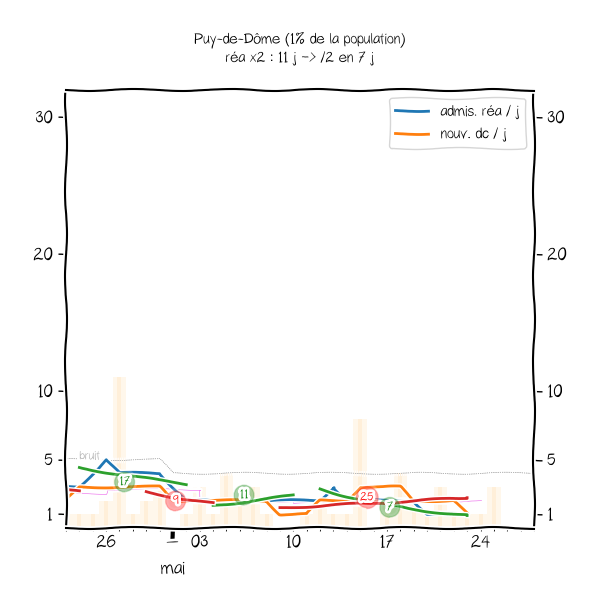 Puy-de-Dôme (1% de la population)
réa x2 : 11 j -> /2 en 7 j
admis. réa / j
nouv. dc / j
30 30
20 20
10 10
5 5
1 1
bruit
17
9
11
25
7
26 1 03 10 17 24
mai